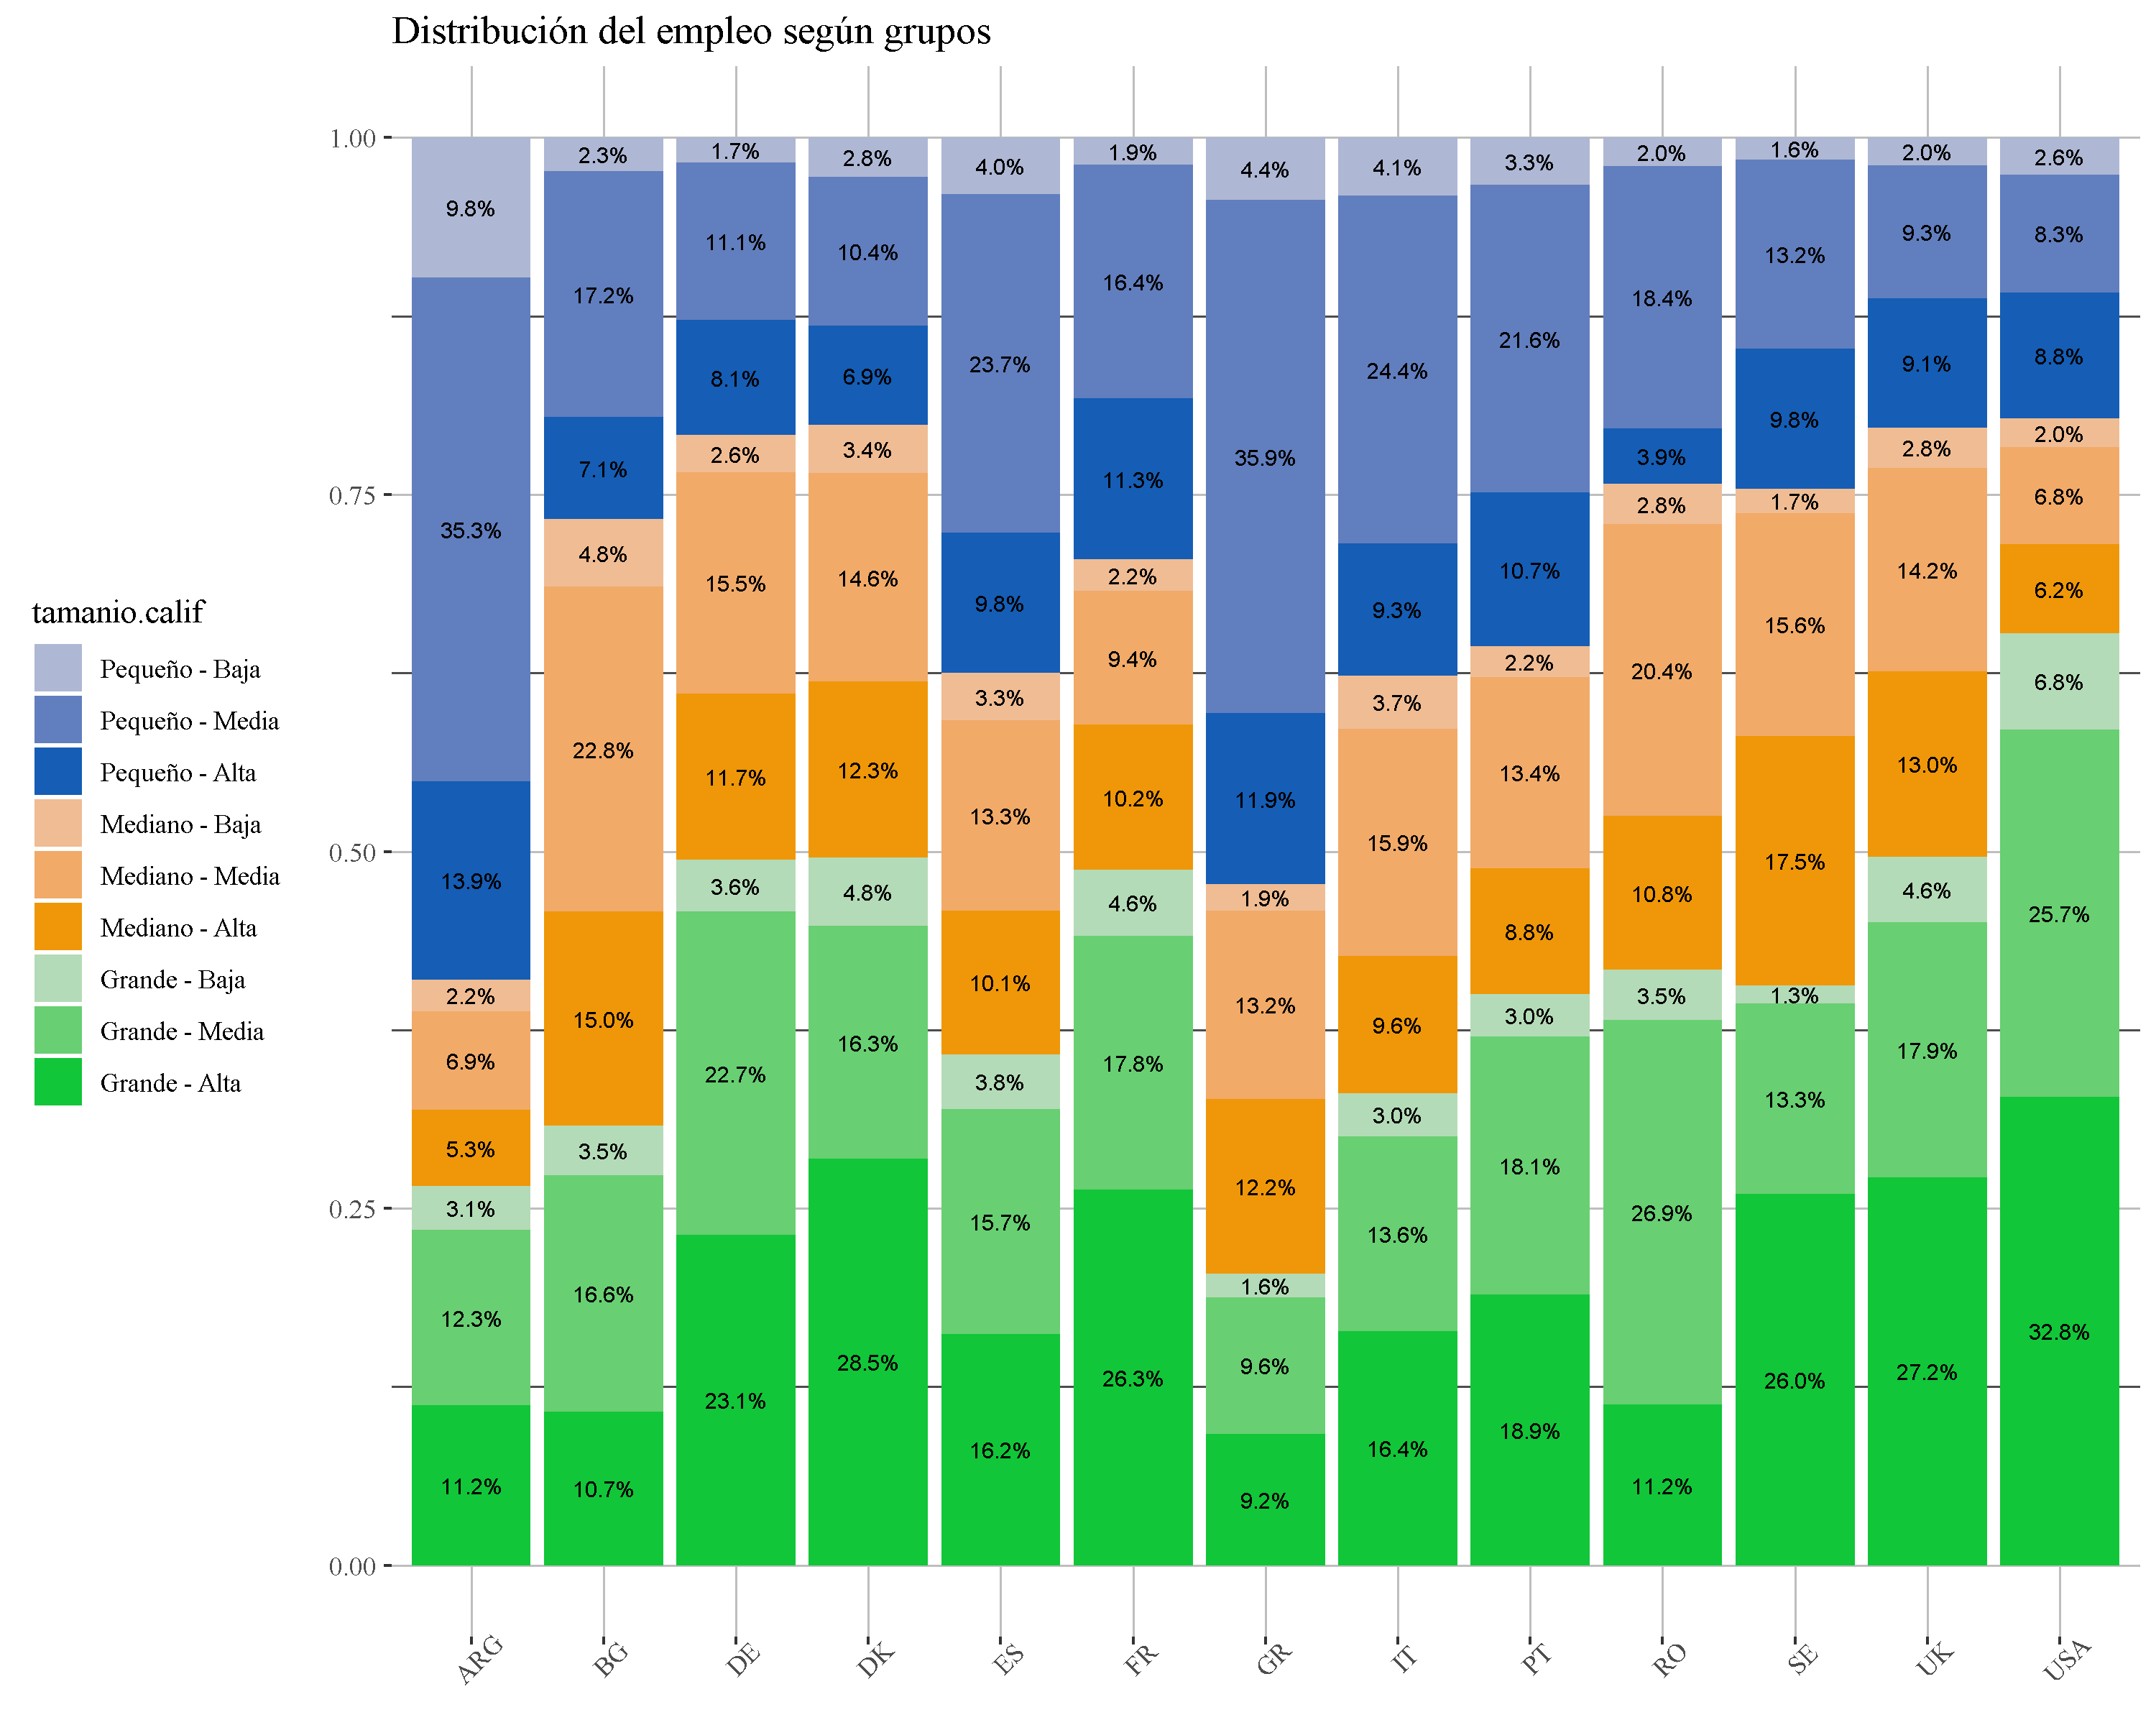 Distribución del empleo según grupos
1.00
0.75
0.50
0.25
0.00
tamanio.calif
Pequeño - Baja
Pequeño - Media
Pequeño - Alta
Mediano - Baja
Mediano - Media
Mediano - Alta
Grande - Baja
Grande - Media
Grande - Alta
9.8% 2.3% 1.7% 2.8% 4.0% 1.9% 4.4% 4.1% 3.3% 2.0% 1.6% 2.0% 2.6%
35.3% 17.2% 11.1% 10.4% 23.7% 16.4% 35.9% 24.4% 21.6% 18.4% 13.2% 9.3% 8.3%
13.9% 7.1% 8.1% 6.9% 9.8% 11.3% 11.9% 9.3% 10.7% 3.9% 9.8% 9.1% 8.8%
2.2% 4.8% 2.6% 3.4% 3.3% 2.2% 1.9% 3.7% 2.2% 2.8% 1.7% 2.8% 2.0%
6.9% 22.8% 15.5% 14.6% 13.3% 9.4% 13.2% 15.9% 13.4% 20.4% 15.6% 14.2% 6.8%
5.3% 15.0% 11.7% 12.3% 10.1% 10.2% 12.2% 9.6% 8.8% 10.8% 17.5% 13.0% 6.2%
3.1% 3.5% 3.6% 4.8% 3.8% 4.6% 1.6% 3.0% 3.0% 3.5% 1.3% 4.6% 6.8%
12.3% 16.6% 22.7% 16.3% 15.7% 17.8% 9.6% 13.6% 18.1% 26.9% 13.3% 17.9% 25.7%
11.2% 10.7% 23.1% 28.5% 16.2% 26.3% 9.2% 16.4% 18.9% 11.2% 26.0% 27.2% 32.8%
ARG BG DE DK ES FR GR IT PT RO SE UK USA